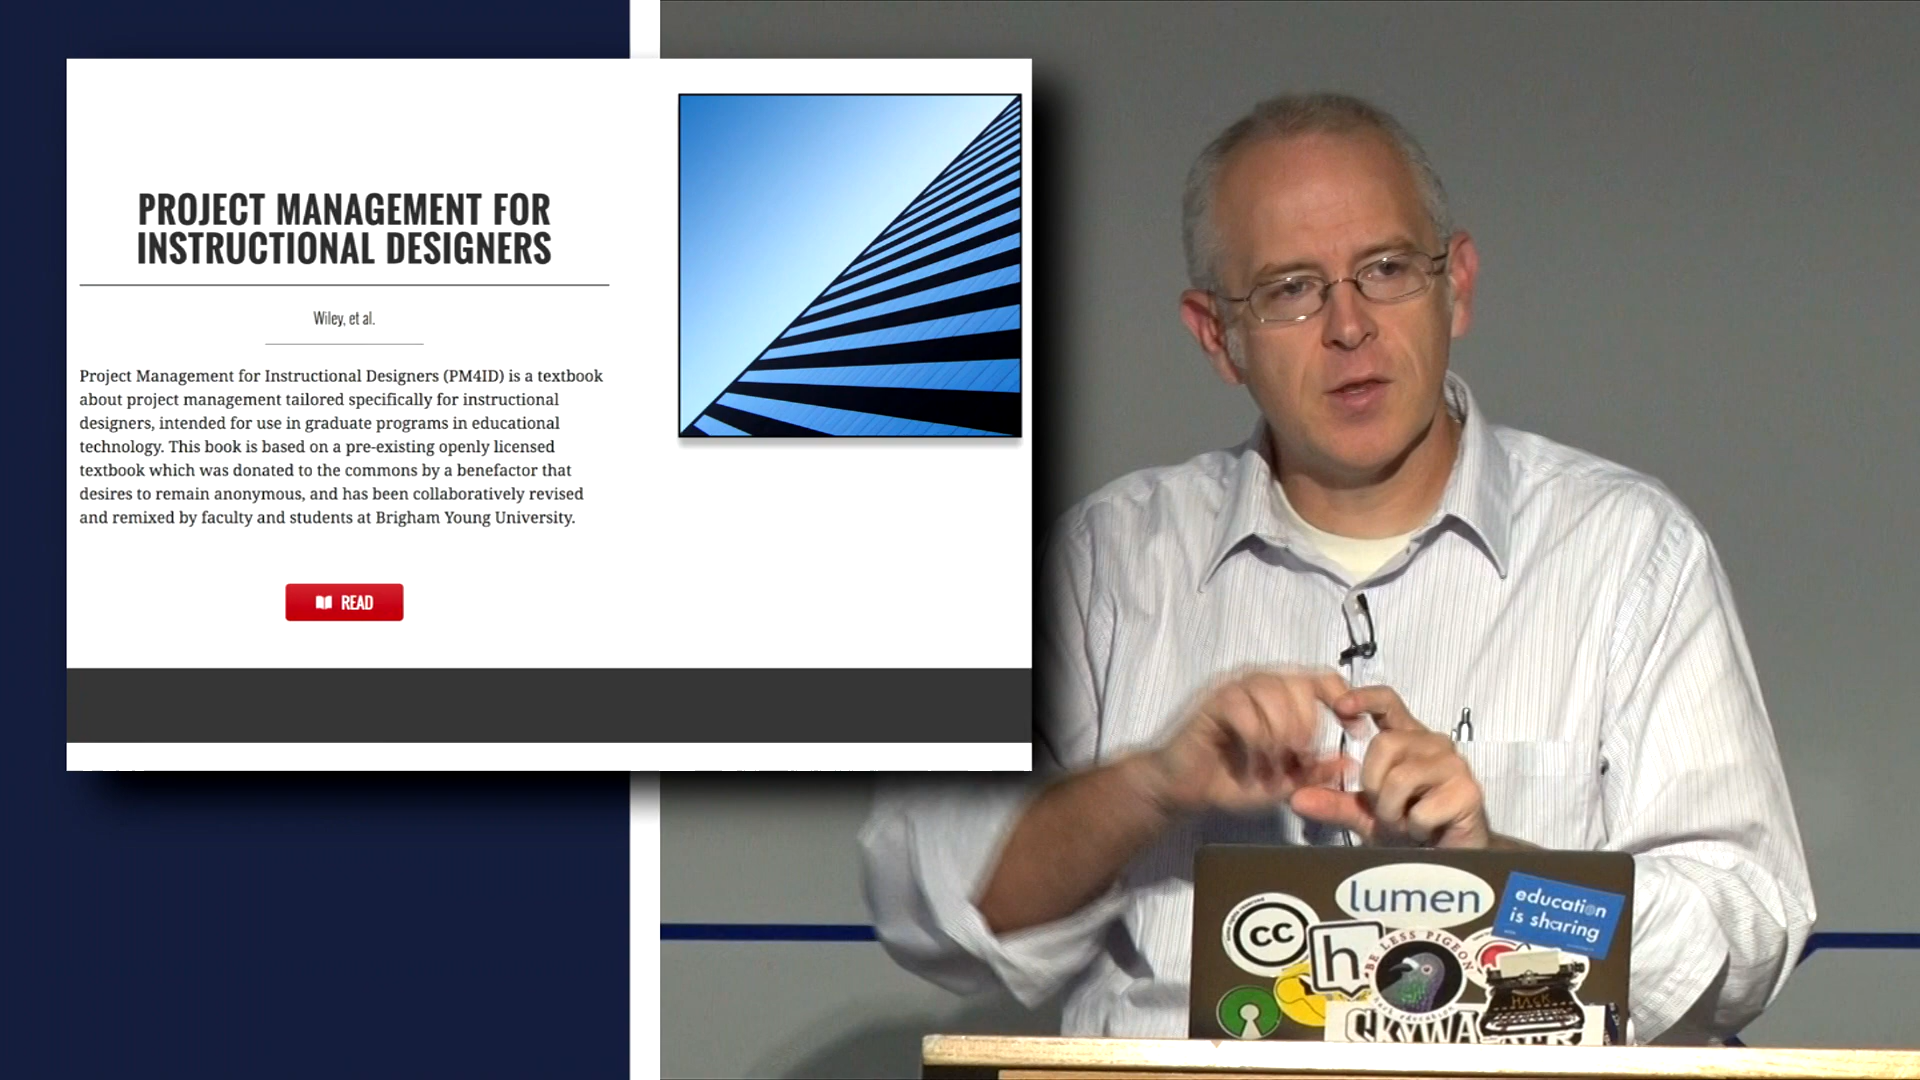 PROJECT MANAGEMENT FOR
INSTRUCTIONAL DESIGNERS
Wiley, et al.
Project Management for Instructional Designers (PM4ID) is a textbook
about project management tailored specifically for instructional
designers, intended for use in graduate programs in educational
technology. This book is based on a pre-existing openly licensed
textbook which was donated to the commons by a benefactor that
desires to remain anonymous, and has been collaboratively revised
and remixed by faculty and students at Brigham Young University.
READ
lumen
education
is sharing
cc
h
BE LESS PIGEON
hack education
HACK